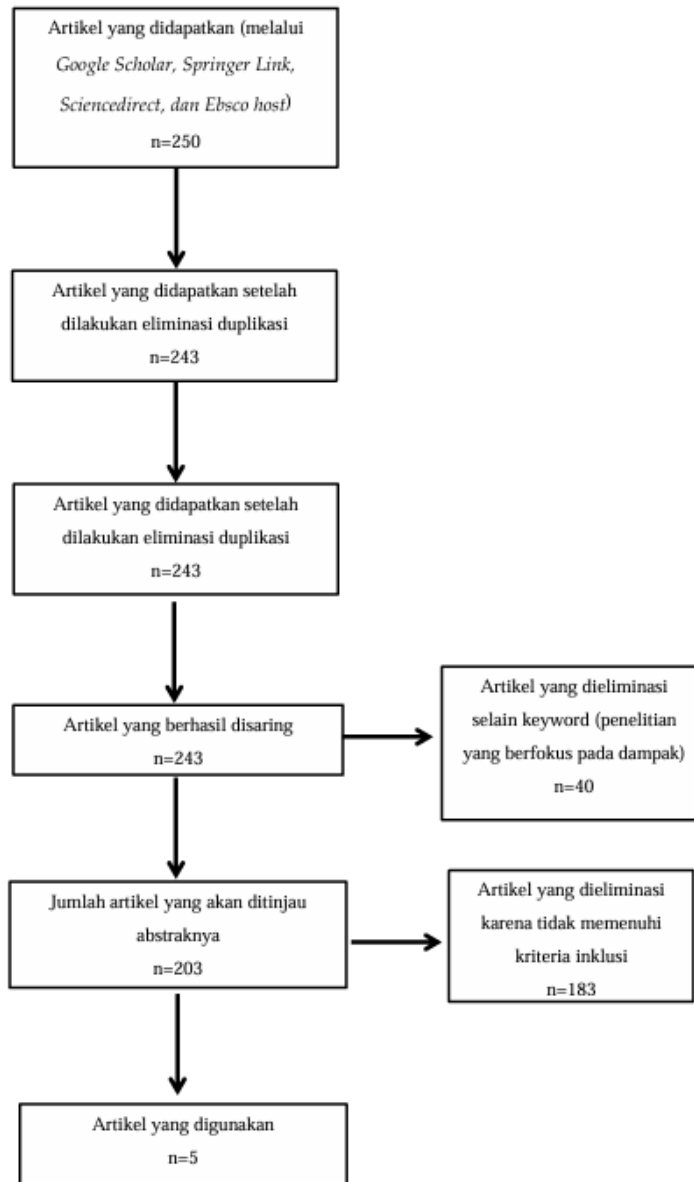 Artikel yang didapatkan (melalui
Google Scholar, Springer Link,
Sciencedirect, dan Ebsco host)
n=250
Artikel yang didapatkan setelah
dilakukan eliminasi duplikasi
n=243
Artikel yang didapatkan setelah
dilakukan eliminasi duplikasi
n=243
Artikel yang berhasil disaring
n=243
Artikel yang dieliminasi
selain keyword (penelitian
yang berfokus pada dampak)
n=40
Jumlah artikel yang akan ditinjau
abstraknya
n=203
Artikel yang dieliminasi
karena tidak memenuhi
kriteria inklusi
n=183
Artikel yang digunakan
n=5